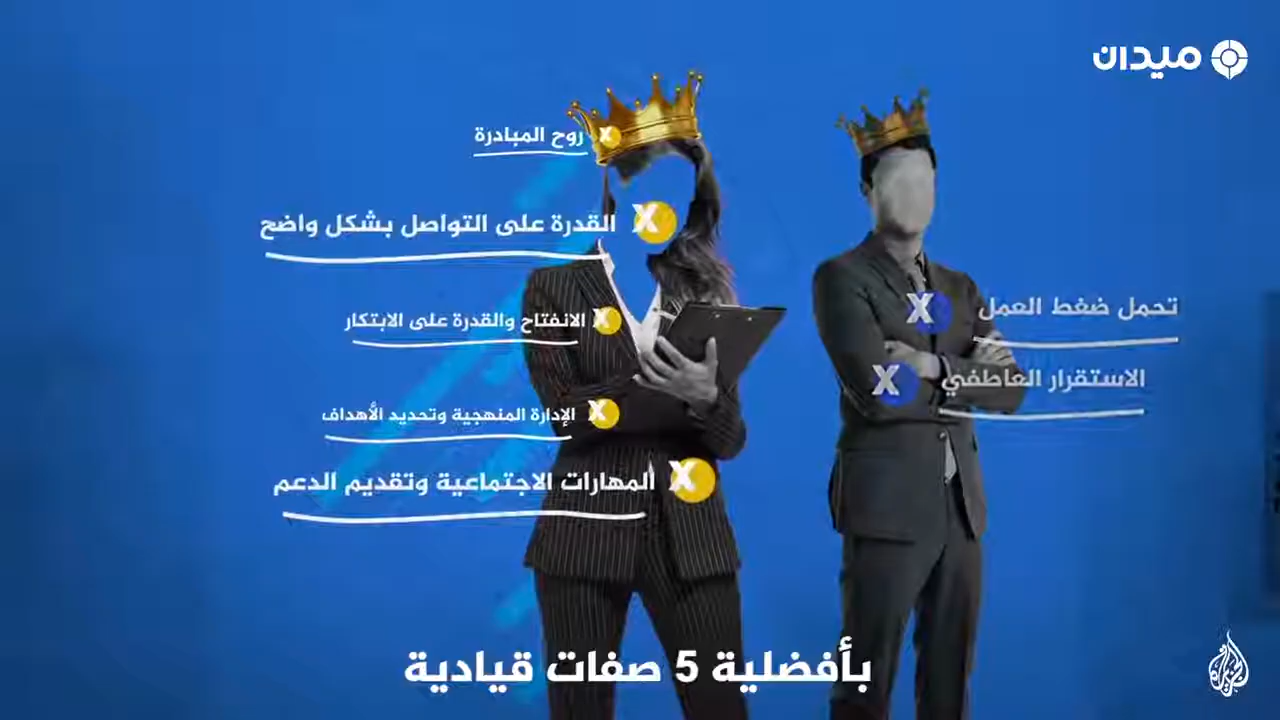 ميدان
روح المبادرة
القدرة على التواصل بشكل واضح
الانفتاح والقدرة على الابتكار
الإدارة المنهجية وتحديد الأهداف
المهارات الاجتماعية وتقديم الدعم
تحمل ضغط العمل
الاستقرار العاطفي
بأفضلية 5 صفات قيادية
الجزيرة